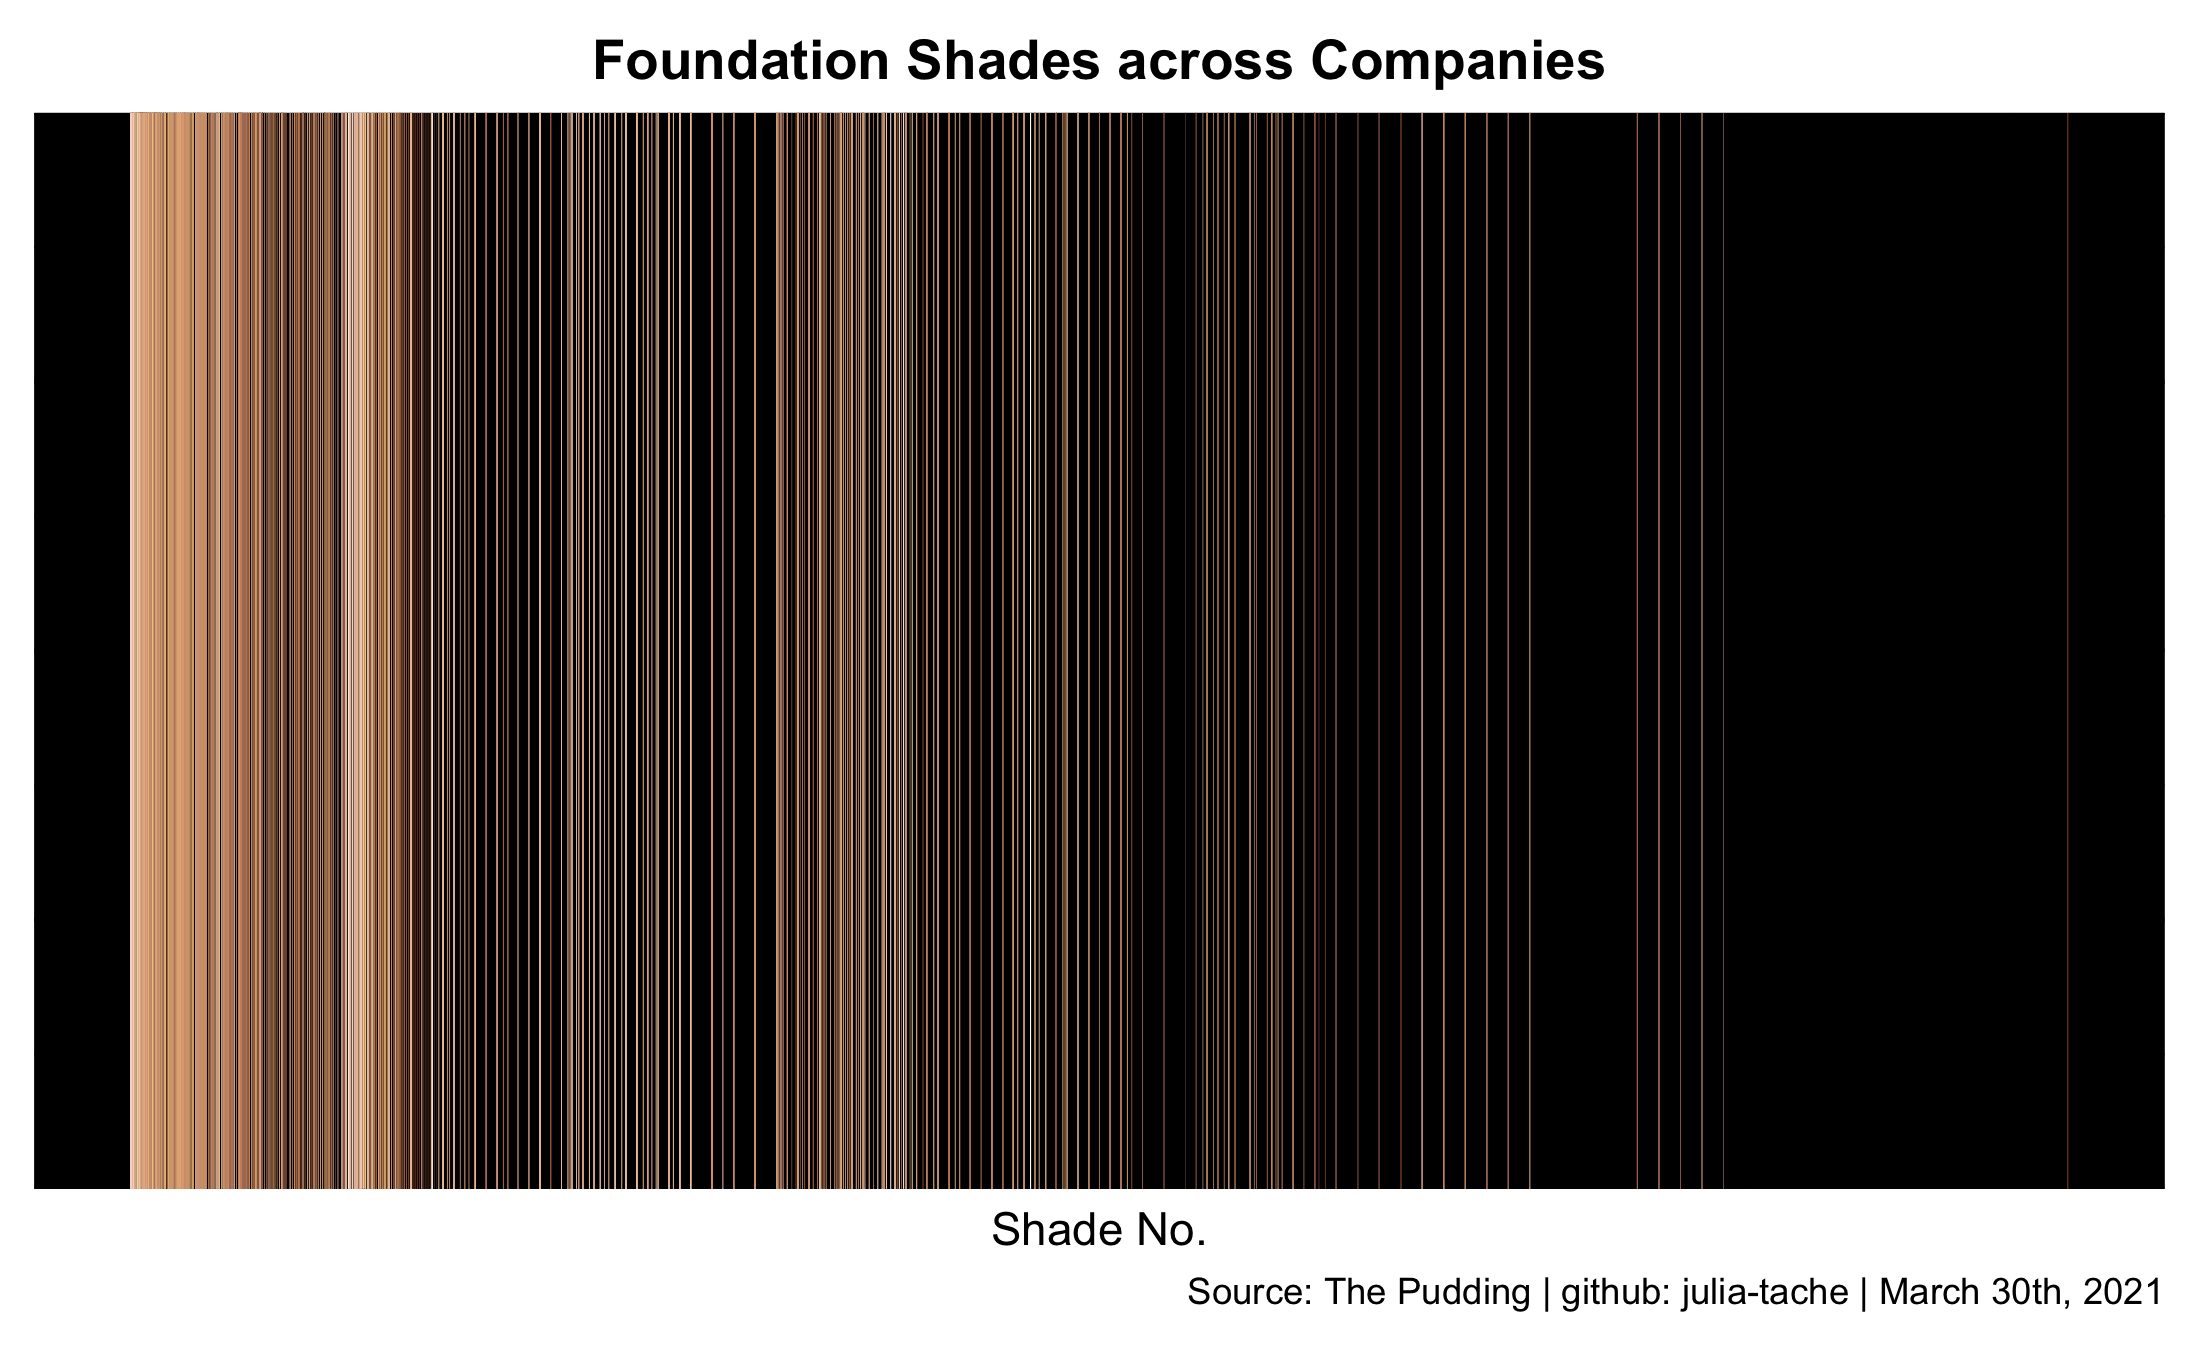 Foundation Shades across Companies
Shade No.
Source: The Pudding | github: julia-tache | March 30th, 2021